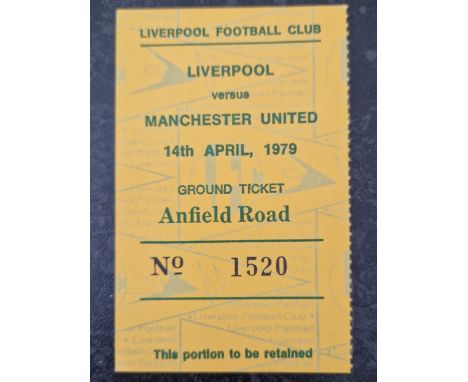 LIVERPOOL FOOTBALL CLUB
LIVERPOOL
versus
MANCHESTER UNITED
14th APRIL, 1979
GROUND TICKET
Anfield Road
Nº 1520
This portion to be retained